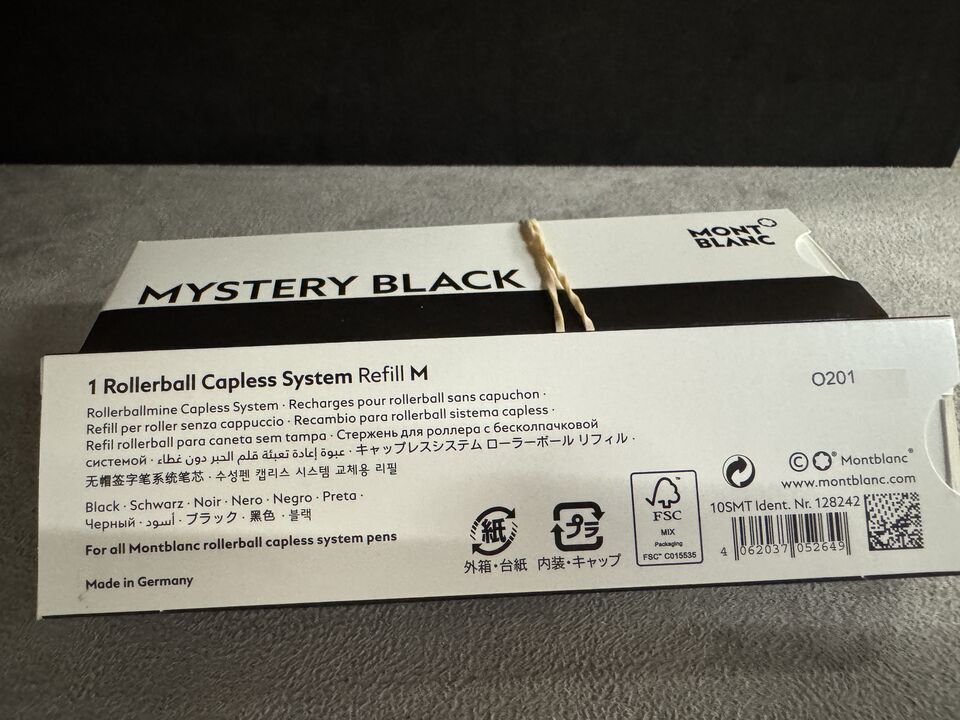 MONT
BLANC
MYSTERY BLACK
1 Rollerball Capless System Refill M
O201
Rollerballmine Capless System · Recharges pour rollerball sans capuchon ·
Refill per roller senza cappuccio · Recambio para rollerball sistema capless ·
Refil rollerball para caneta sem tampa · Стержень для роллера с бесколпачковой
системой · عبوة إعادة تعبئة قلم الحبر دون غطاء · キャップレスシステム ローラーボール リフィル ·
无帽签字笔系统笔芯 · 수성펜 캡리스 시스템 교체용 리필
Black · Schwarz · Noir · Nero · Negro · Preta ·
Черный · أسود · ブラック · 黑色 · 블랙
For all Montblanc rollerball capless system pens
Made in Germany
紙
外箱・台紙
プラ
内装・キャップ
FSC
MIX
Packaging
FSC™ C015535
© Montblanc®
www.montblanc.com
10SMT Ident. Nr. 128242
4 062037 052649